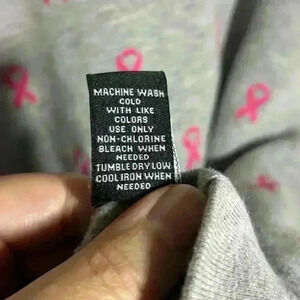 MACHINE WASH
COLD
WITH LIKE
COLORS
USE ONLY
NON-CHLORINE
BLEACH WHEN
NEEDED
TUMBLE DRY LOW
COOL IRON WHEN
NEEDED